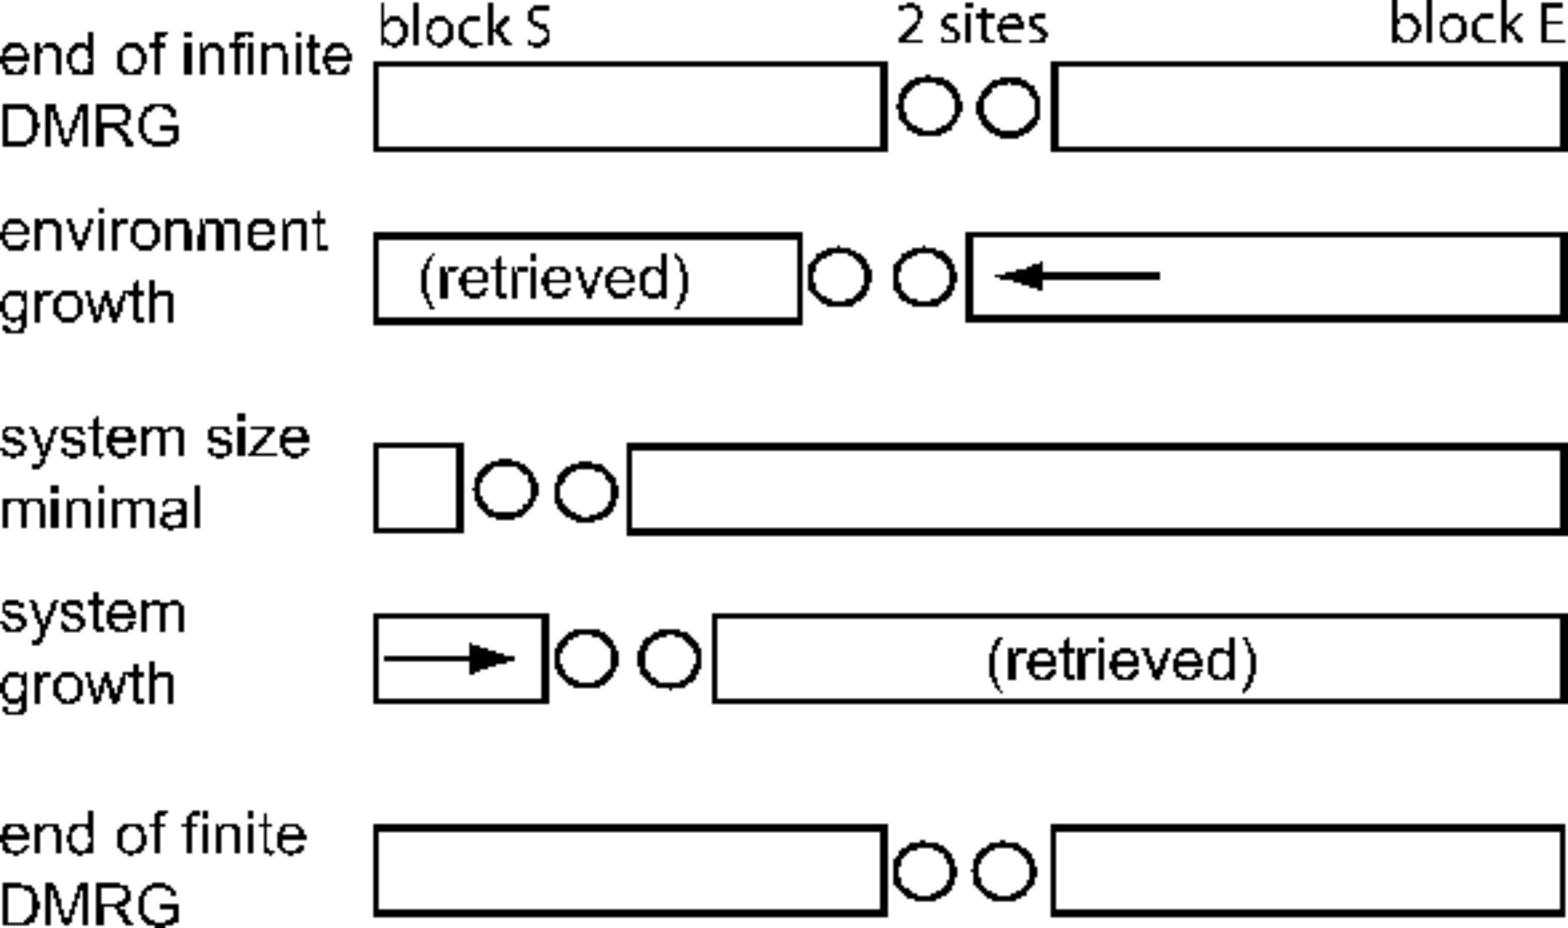 block S 2 sites block E
end of infinite
DMRG
environment
growth
(retrieved)
system size
minimal
system
growth
(retrieved)
end of finite
DMRG